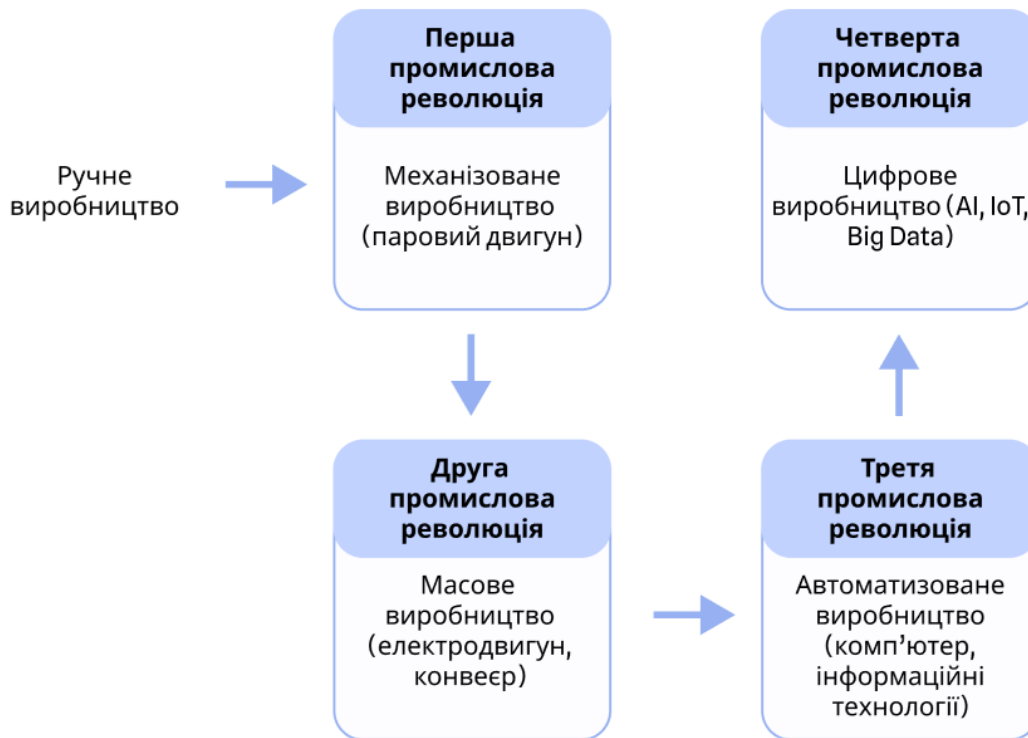 Ручне
виробництво
Перша
промислова
революція
Механізоване
виробництво
(паровий двигун)
Друга
промислова
революція
Масове
виробництво
(електродвигун,
конвеєр)
Третя
промислова
революція
Автоматизоване
виробництво
(комп’ютер,
інформаційні
технології)
Четверта
промислова
революція
Цифрове
виробництво (AI, IoT,
Big Data)